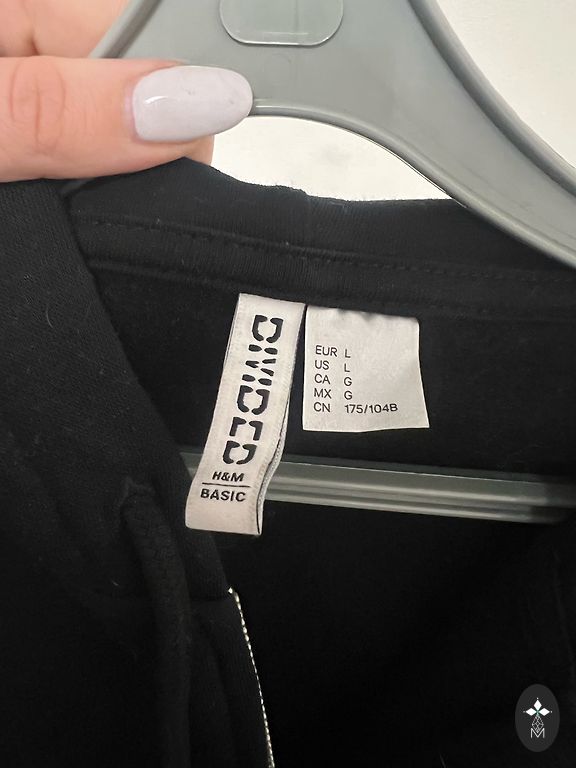 DIVIDED
H&M
BASIC
EUR L
US L
CA G
MX G
CN 175/104B
M